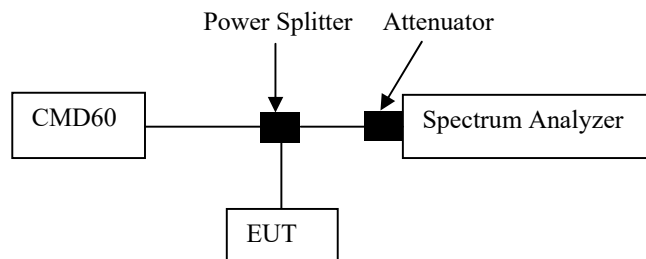 Power Splitter
Attenuator
CMD60
Spectrum Analyzer
EUT